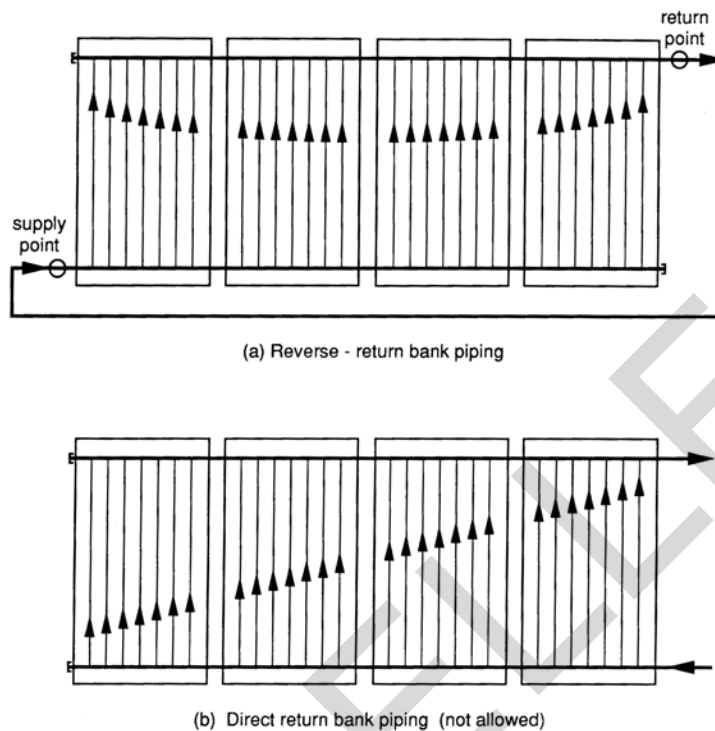 return
point
supply
point
(a) Reverse - return bank piping
(b) Direct return bank piping (not allowed)